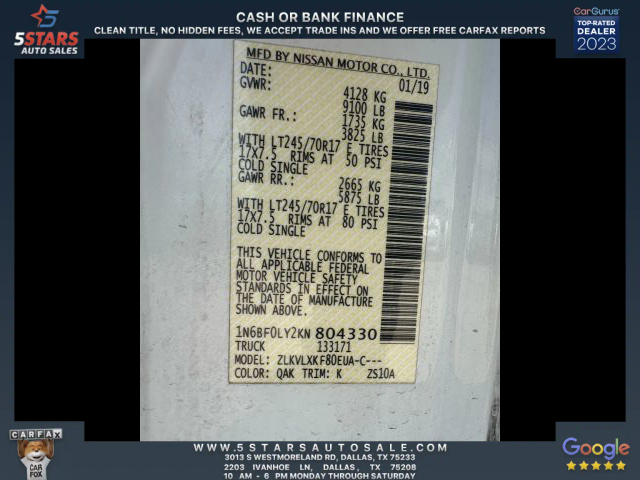 5STARS
AUTO SALES
CASH OR BANK FINANCE
CLEAN TITLE, NO HIDDEN FEES, WE ACCEPT TRADE INS AND WE OFFER FREE CARFAX REPORTS
CarGurus
TOP-RATED
DEALER
2023
MFD BY NISSAN MOTOR CO., LTD.
DATE: 01/19
GVWR: 4128 KG
9100 LB
GAWR FR.: 1735 KG
3825 LB
WITH LT245/70R17 E TIRES
17X7.5 RIMS AT 50 PSI
COLD SINGLE
GAWR RR.: 2665 KG
5875 LB
WITH LT245/70R17 E TIRES
17X7.5 RIMS AT 80 PSI
COLD SINGLE
THIS VEHICLE CONFORMS TO
ALL APPLICABLE FEDERAL
MOTOR VEHICLE SAFETY
STANDARDS IN EFFECT ON
THE DATE OF MANUFACTURE
SHOWN ABOVE.
1N6BF0LY2KN804330
TRUCK 133171
MODEL: ZLKVLXKF80EUA-C---
COLOR: QAK TRIM: K ZS10A
CARFAX
CAR
FOX
WWW.5STARSAUTOSALE.COM
3013 S WESTMORELAND RD, DALLAS, TX 75233
2203 IVANHOE LN, DALLAS, TX 75208
10 AM - 6 PM MONDAY THROUGH SATURDAY
Google